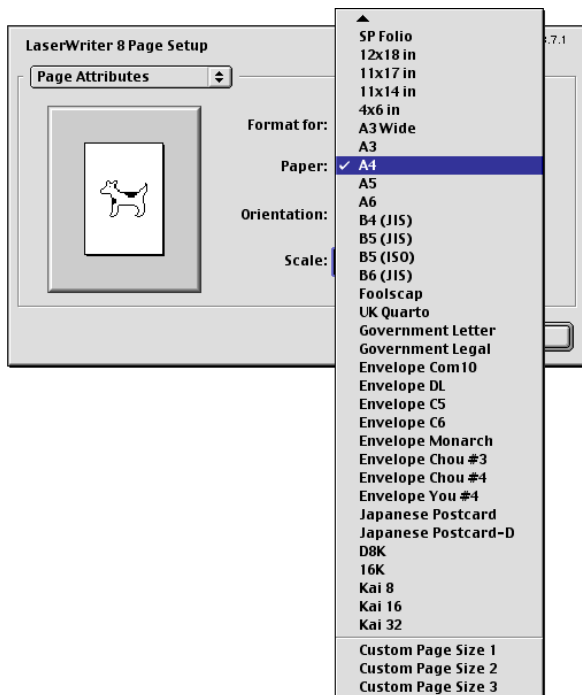 LaserWriter 8 Page Setup
.7.1
Page Attributes
Format for:
Paper:
Orientation:
Scale:
SP Folio
12x18 in
11x17 in
11x14 in
4x6 in
A3 Wide
A3
✓ A4
A5
A6
B4 (JIS)
B5 (JIS)
B5 (ISO)
B6 (JIS)
Foolscap
UK Quarto
Government Letter
Government Legal
Envelope Com10
Envelope DL
Envelope C5
Envelope C6
Envelope Monarch
Envelope Chou #3
Envelope Chou #4
Envelope You #4
Japanese Postcard
Japanese Postcard-D
D8K
16K
Kai 8
Kai 16
Kai 32
Custom Page Size 1
Custom Page Size 2
Custom Page Size 3